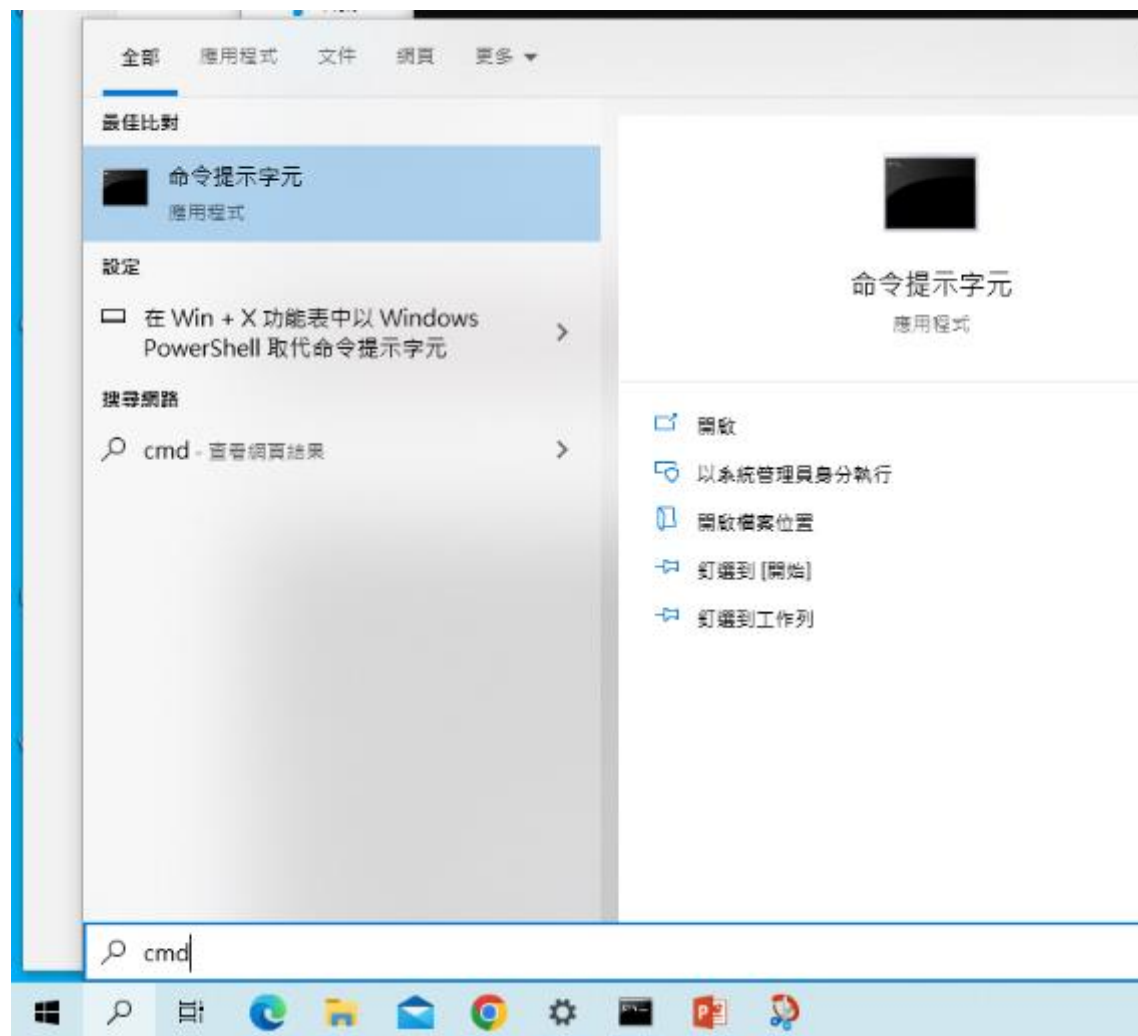 全部 應用程式 文件 網頁 更多
最佳比對
命令提示字元
應用程式
設定
在 Win + X 功能表中以 Windows
PowerShell 取代命令提示字元
搜尋網路
cmd - 查看網頁結果
命令提示字元
應用程式
開啟
以系統管理員身分執行
開啟檔案位置
釘選到 [開始]
釘選到工作列
cmd